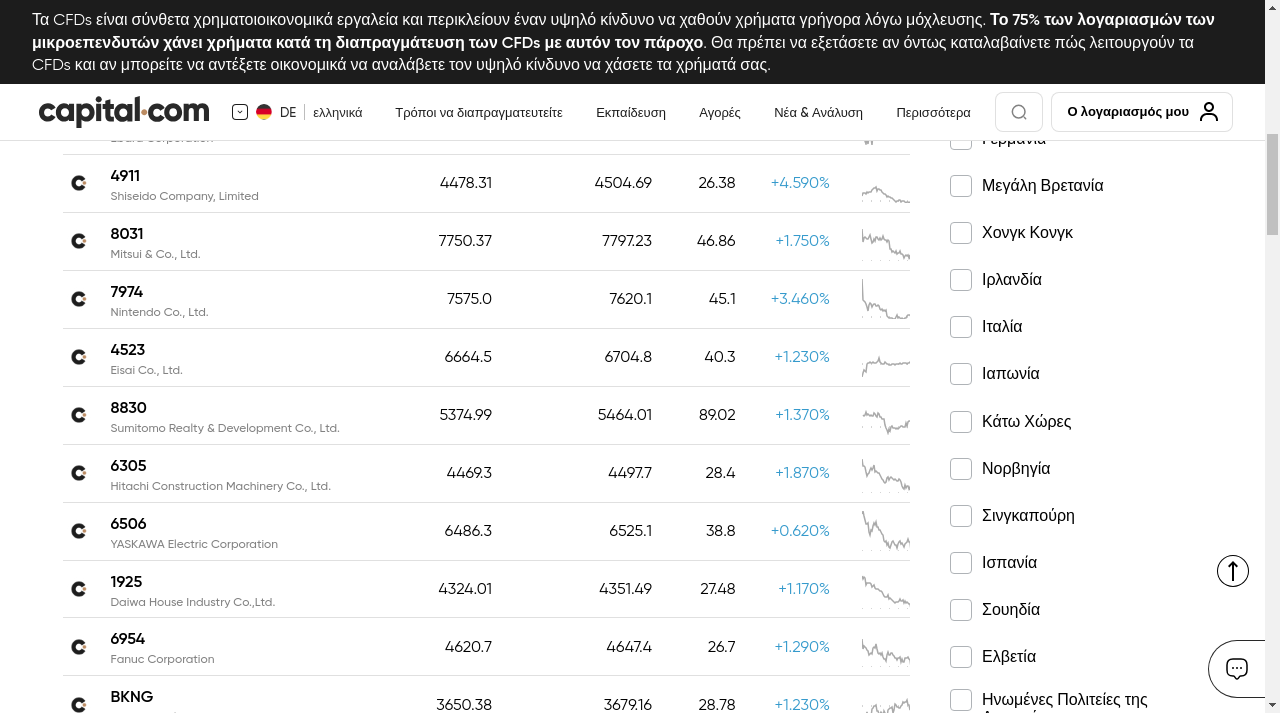 Τα CFDs είναι σύνθετα χρηματοοικονομικά εργαλεία και περικλείουν έναν υψηλό κίνδυνο να χαθούν χρήματα γρήγορα λόγω μόχλευσης. Το 75% των λογαριασμών των
μικροεπενδυτών χάνει χρήματα κατά τη διαπραγμάτευση των CFDs με αυτόν τον πάροχο. Θα πρέπει να εξετάσετε αν όντως καταλαβαίνετε πώς λειτουργούν τα
CFDs και αν μπορείτε να αντέξετε οικονομικά να αναλάβετε τον υψηλό κίνδυνο να χάσετε τα χρήματά σας.
capital.com DE ελληνικά Τρόποι να διαπραγματευτείτε Εκπαίδευση Αγορές Νέα & Ανάλυση Περισσότερα Ο λογαριασμός μου
4911 4478.31 4504.69 26.38 +4.590%
Shiseido Company, Limited
8031 7750.37 7797.23 46.86 +1.750%
Mitsui & Co., Ltd.
7974 7575.0 7620.1 45.1 +3.460%
Nintendo Co., Ltd.
4523 6664.5 6704.8 40.3 +1.230%
Eisai Co., Ltd.
8830 5374.99 5464.01 89.02 +1.370%
Sumitomo Realty & Development Co., Ltd.
6305 4469.3 4497.7 28.4 +1.870%
Hitachi Construction Machinery Co., Ltd.
6506 6486.3 6525.1 38.8 +0.620%
YASKAWA Electric Corporation
1925 4324.01 4351.49 27.48 +1.170%
Daiwa House Industry Co.,Ltd.
6954 4620.7 4647.4 26.7 +1.290%
Fanuc Corporation
BKNG 3650.38 3679.16 28.78 +1.230%
Γερμανία
Μεγάλη Βρετανία
Χονγκ Κονγκ
Ιρλανδία
Ιταλία
Ιαπωνία
Κάτω Χώρες
Νορβηγία
Σινγκαπούρη
Ισπανία
Σουηδία
Ελβετία
Ηνωμένες Πολιτείες της